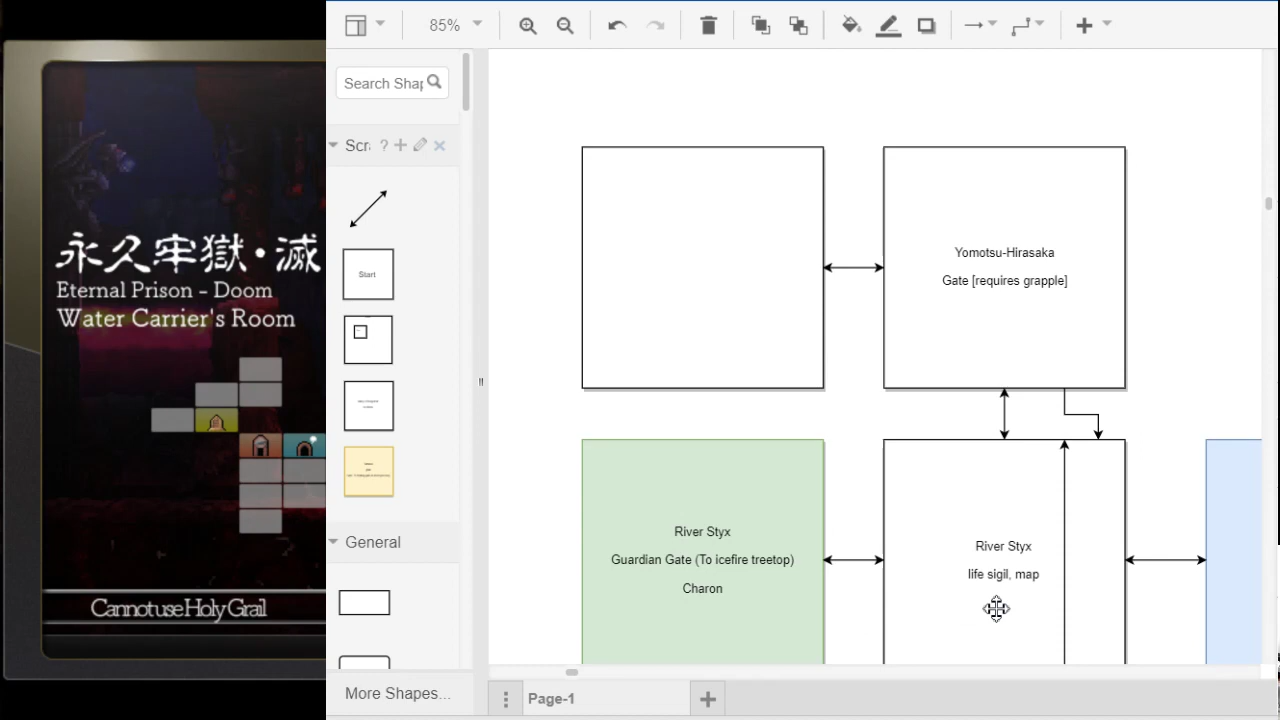 永久牢獄・滅
Eternal Prison - Doom
Water Carrier's Room
Cannot use Holy Grail
85%
Search Shap
Scr
?
Start
General
More Shapes...
Yomotsu-Hirasaka
Gate [requires grapple]
River Styx
Guardian Gate (To icefire treetop)
Charon
River Styx
life sigil, map
Page-1